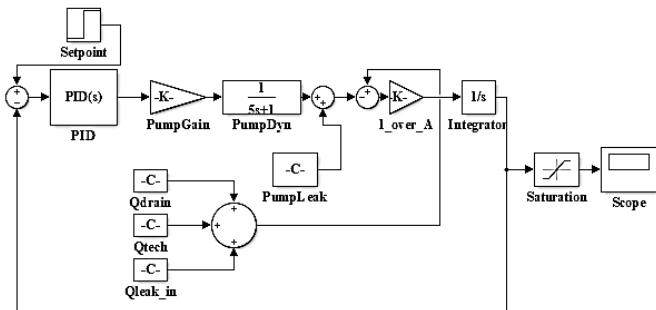 Setpoint
+
−
PID(s)
PID
-K-
PumpGain
1
5s+1
PumpDyn
+
+
-C-
PumpLeak
+
−
-K-
1_over_A
1/s
Integrator
Saturation
Scope
-C-
Qdrain
-C-
Qtech
-C-
Qleak_in
+
+
+